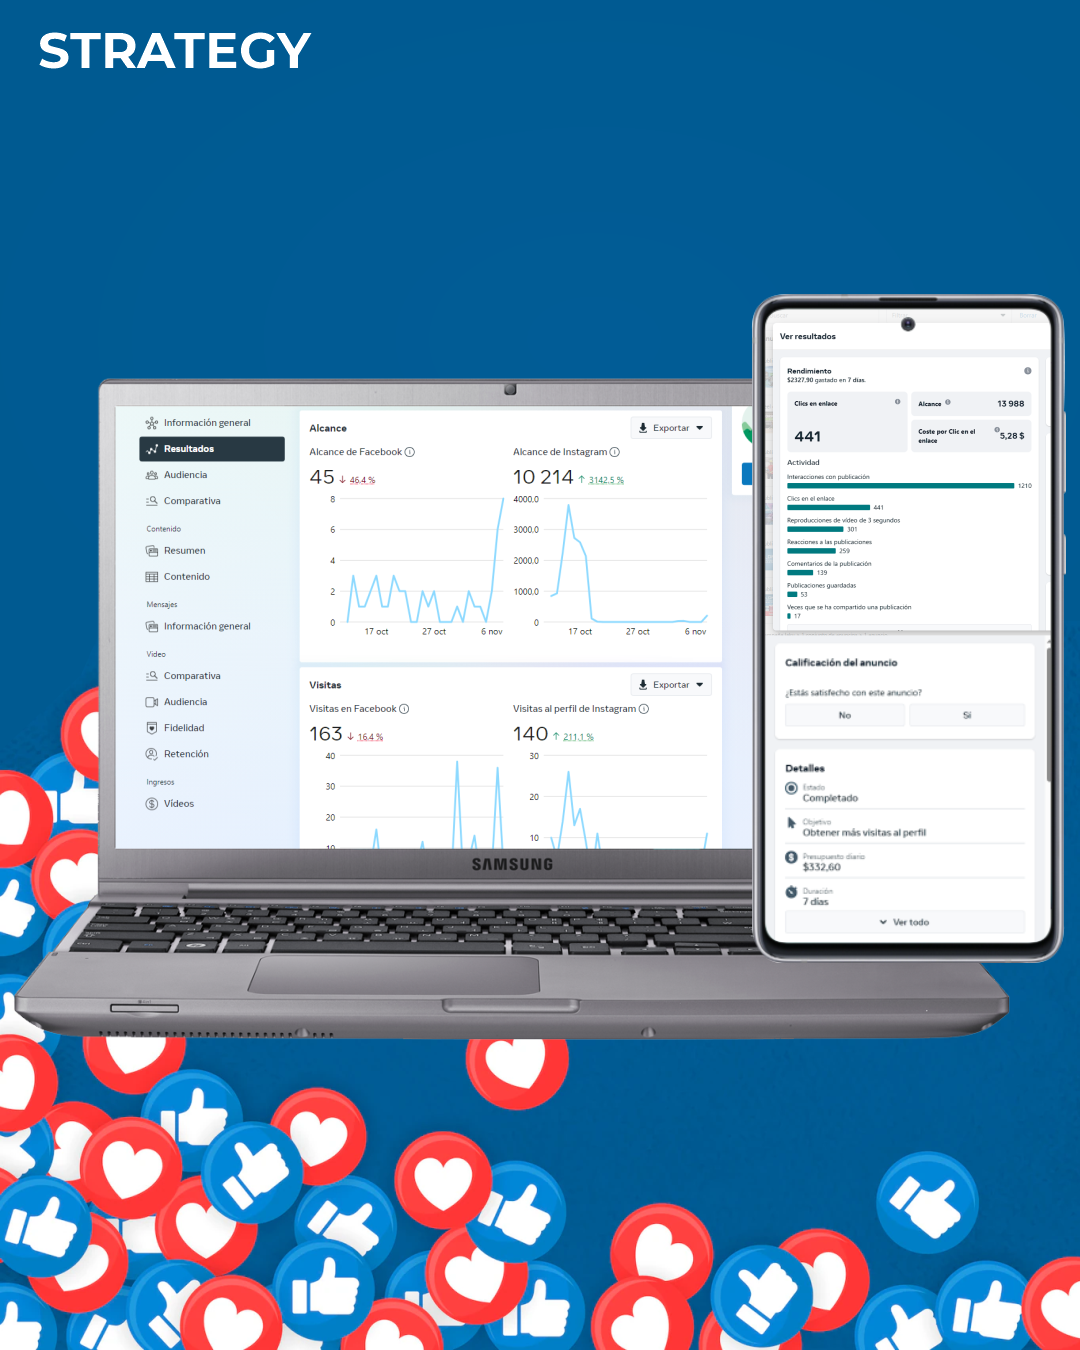 STRATEGY
Información general
Resultados
Audiencia
Comparativa
Contenido
Resumen
Contenido
Mensajes
Información general
Video
Comparativa
Audiencia
Fidelidad
Retención
Ingresos
Videos
Alcance
Exportar
Alcance de Facebook
45 ↓ 46.4 %
8
6
4
2
0
17 oct 27 oct 6 nov
Alcance de Instagram
10 214 ↑ 3142.5 %
4000.0
3000.0
2000.0
1000.0
0
17 oct 27 oct 6 nov
Visitas
Exportar
Visitas en Facebook
163 ↓ 16.4 %
40
30
20
10
Visitas al perfil de Instagram
140 ↑ 211.1 %
30
20
10
SAMSUNG
Ver resultados
Rendimiento
$2327,90 gastado en 7 días.
Clics en enlace
441
Alcance 13 988
Coste por Clic en el
enlace 5,28 $
Actividad
Interacciones con publicación
1210
Clics en el enlace
441
Reproducciones de vídeo de 3 segundos
301
Reacciones a las publicaciones
259
Comentarios de la publicación
139
Publicaciones guardadas
53
Veces que se ha compartido una publicación
17
Calificación del anuncio
¿Estás satisfecho con este anuncio?
No Sí
Detalles
Estado
Completado
Objetivo
Obtener más visitas al perfil
Presupuesto diario
$332,60
Duración
7 días
Ver todo